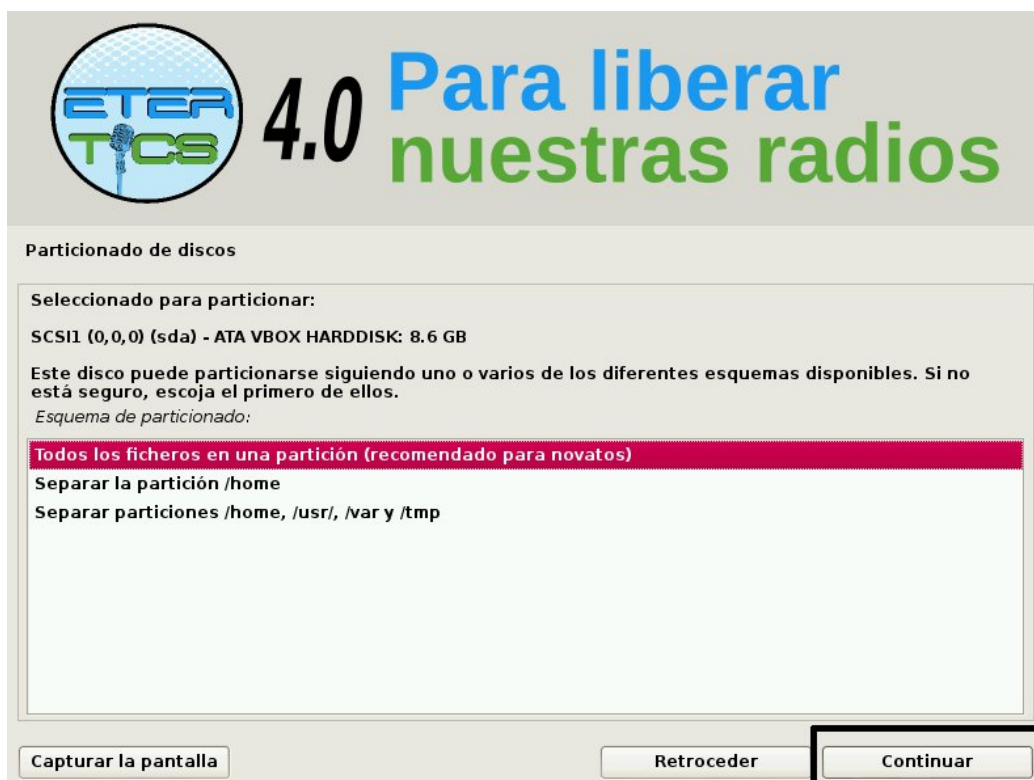 ETER
TICS
4.0
Para liberar
nuestras radios
Particionado de discos
Seleccionado para particionar:
SCSI1 (0,0,0) (sda) - ATA VBOX HARDDISK: 8.6 GB
Este disco puede particionarse siguiendo uno o varios de los diferentes esquemas disponibles. Si no
está seguro, escoja el primero de ellos.
Esquema de particionado:
Todos los ficheros en una partición (recomendado para novatos)
Separar la partición /home
Separar particiones /home, /usr/, /var y /tmp
Capturar la pantalla
Retroceder
Continuar